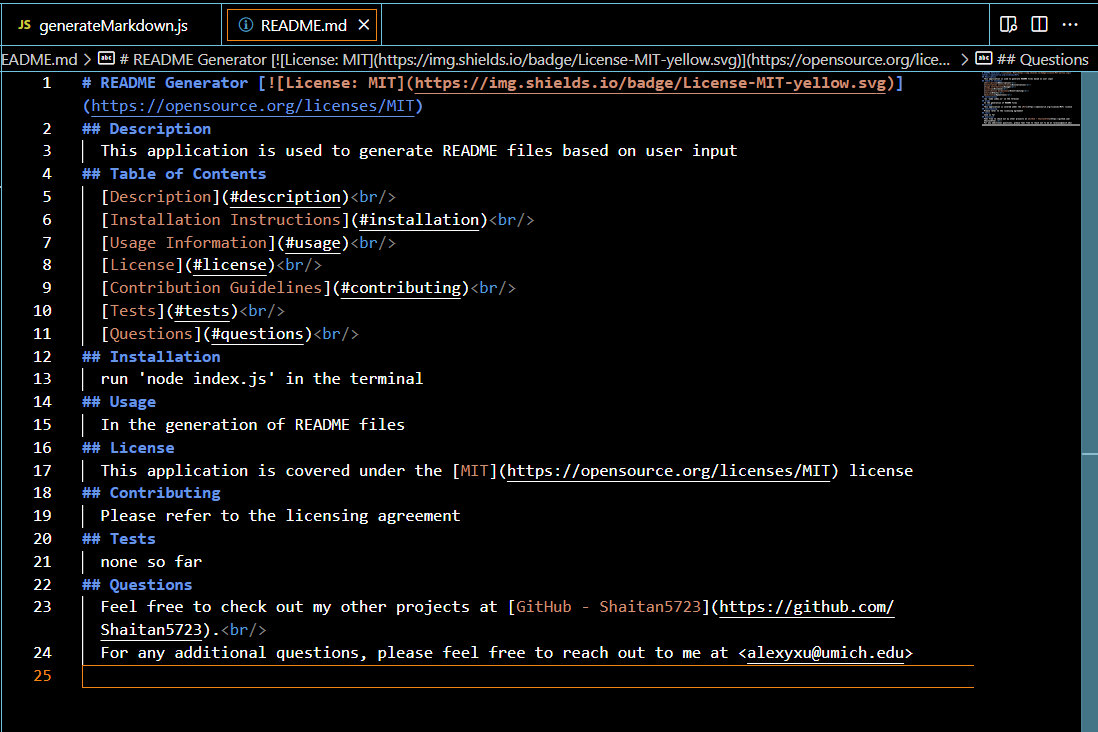 JS generateMarkdown.js
README.md
EADME.md > # README Generator [![License: MIT](https://img.shields.io/badge/License-MIT-yellow.svg)](https://opensource.org/lice... > ## Questions
1 # README Generator [![License: MIT](https://img.shields.io/badge/License-MIT-yellow.svg)]
(https://opensource.org/licenses/MIT)
2 ## Description
3 This application is used to generate README files based on user input
4 ## Table of Contents
5 [Description](#description)<br/>
6 [Installation Instructions](#installation)<br/>
7 [Usage Information](#usage)<br/>
8 [License](#license)<br/>
9 [Contribution Guidelines](#contributing)<br/>
10 [Tests](#tests)<br/>
11 [Questions](#questions)<br/>
12 ## Installation
13 run 'node index.js' in the terminal
14 ## Usage
15 In the generation of README files
16 ## License
17 This application is covered under the [MIT](https://opensource.org/licenses/MIT) license
18 ## Contributing
19 Please refer to the licensing agreement
20 ## Tests
21 none so far
22 ## Questions
23 Feel free to check out my other projects at [GitHub - Shaitan5723](https://github.com/
Shaitan5723).<br/>
24 For any additional questions, please feel free to reach out to me at <alexyxu@umich.edu>
25